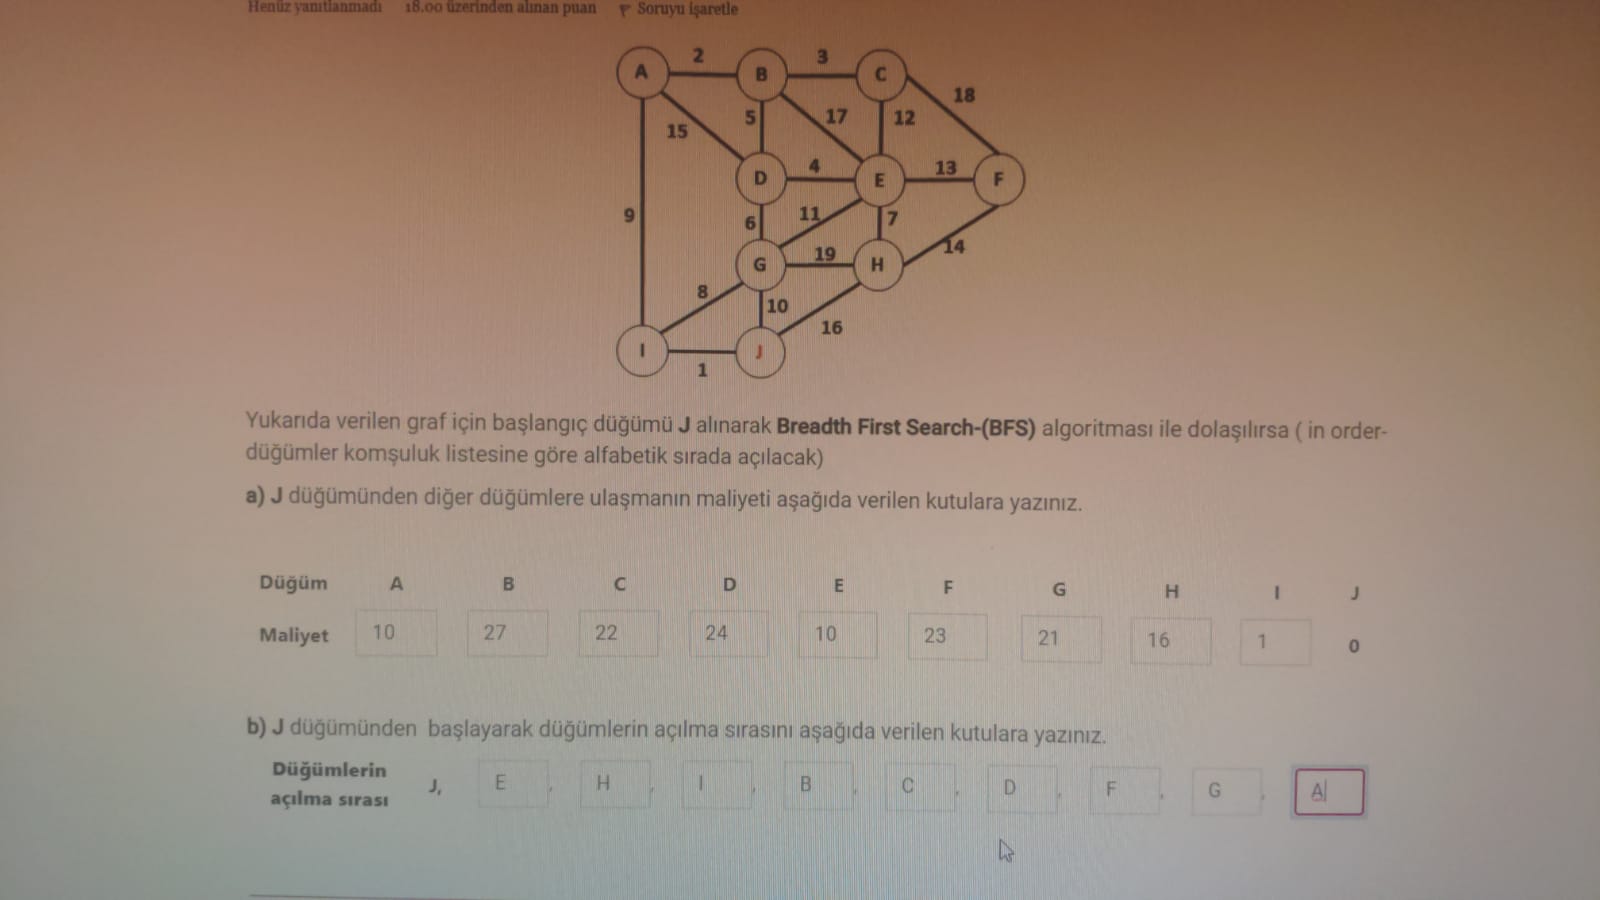 Henüz yanıtlanmadı 18.00 üzerinden alınan puan Soruyu işaretle
2 3
A B C
18
5 17 12
15
4 13
D E F
9 6 11 7
19 14
G H
8
10
16
I J
1
Yukarıda verilen graf için başlangıç düğümü J alınarak Breadth First Search-(BFS) algoritması ile dolaşılırsa ( in order-
düğümler komşuluk listesine göre alfabetik sırada açılacak)
a) J düğümünden diğer düğümlere ulaşmanın maliyeti aşağıda verilen kutulara yazınız.
Düğüm A B C D E F G H I J
Maliyet 10 27 22 24 10 23 21 16 1 0
b) J düğümünden başlayarak düğümlerin açılma sırasını aşağıda verilen kutulara yazınız.
Düğümlerin
açılma sırası J, E , H , I , B , C , D , F , G , A